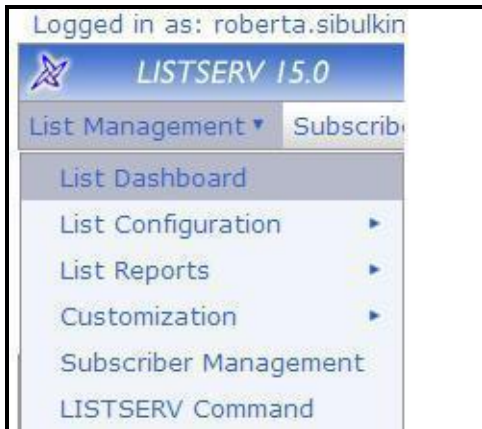 Logged in as: roberta.sibulkin
LISTSERV 15.0
List Management ▾ Subscrib
List Dashboard
List Configuration ▸
List Reports ▸
Customization ▸
Subscriber Management
LISTSERV Command